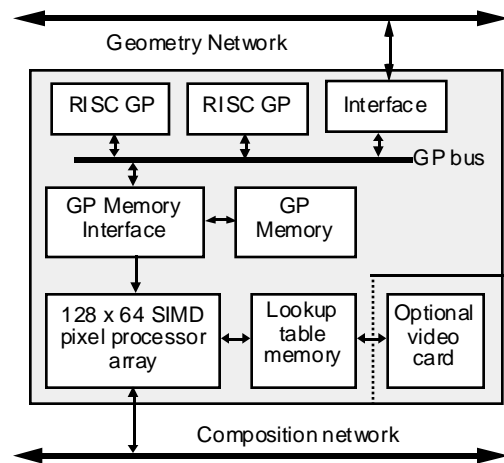 Geometry Network
RISC GP
RISC GP
Interface
GP bus
GP Memory
Interface
GP
Memory
128 x 64 SIMD
pixel processor
array
Lookup
table
memory
Optional
video
card
Composition network